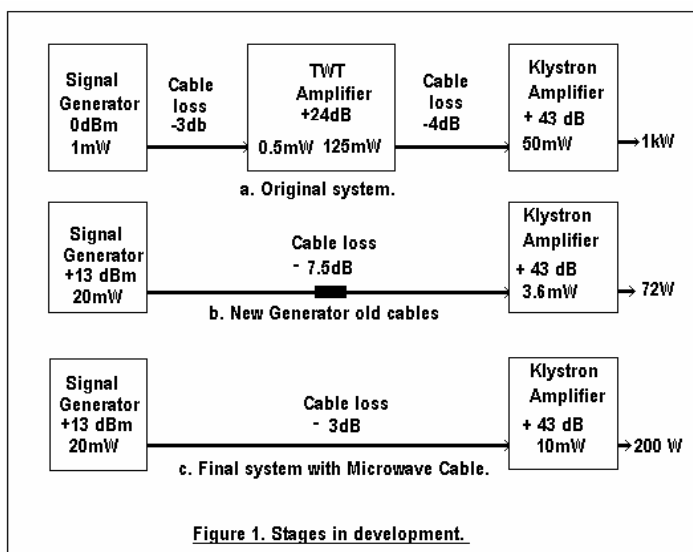 Signal
Generator
0dBm
1mW
Cable
loss
-3db
TWT
Amplifier
+24dB
0.5mW 125mW
Cable
loss
-4dB
Klystron
Amplifier
+ 43 dB
50mW
1kW
a. Original system.
Signal
Generator
+13 dBm
20mW
Cable loss
- 7.5dB
Klystron
Amplifier
+ 43 dB
3.6mW
72W
b. New Generator old cables
Signal
Generator
+13 dBm
20mW
Cable loss
- 3dB
Klystron
Amplifier
+ 43 dB
10mW
200 W
c. Final system with Microwave Cable.
Figure 1. Stages in development.